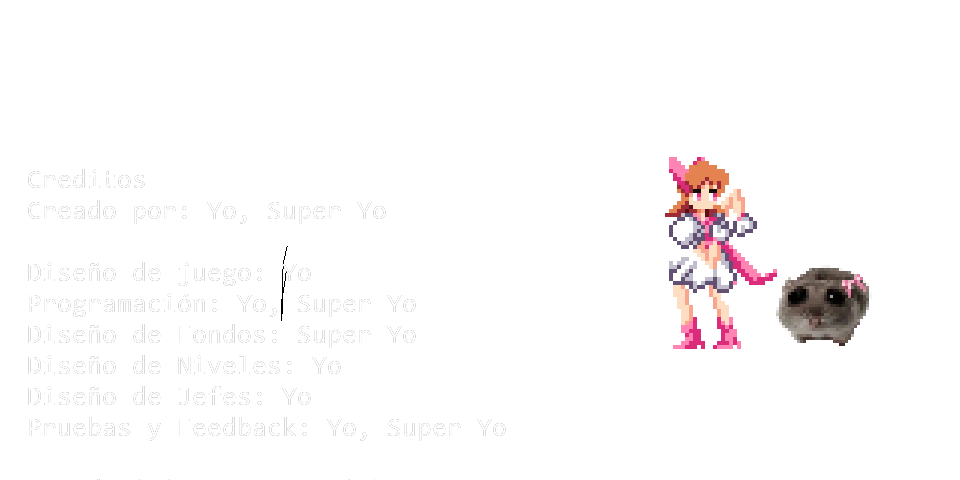 Creditos
Creado por: Yo, Super Yo
Diseño de juego: Yo
Programación: Yo, Super Yo
Diseño de Fondos: Super Yo
Diseño de Niveles: Yo
Diseño de Jefes: Yo
Pruebas y Feedback: Yo, Super Yo